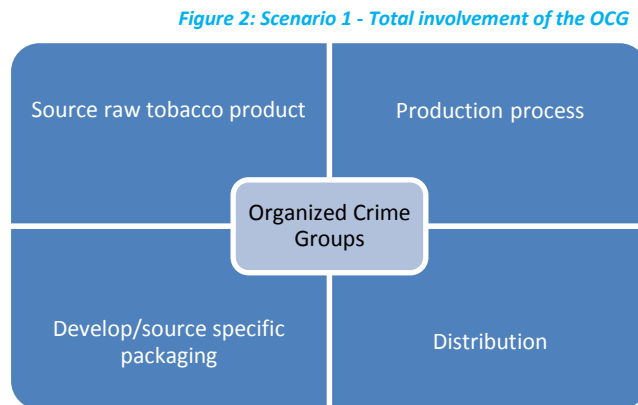 Figure 2: Scenario 1 - Total involvement of the OCG
Source raw tobacco product
Production process
Organized Crime
Groups
Develop/source specific
packaging
Distribution